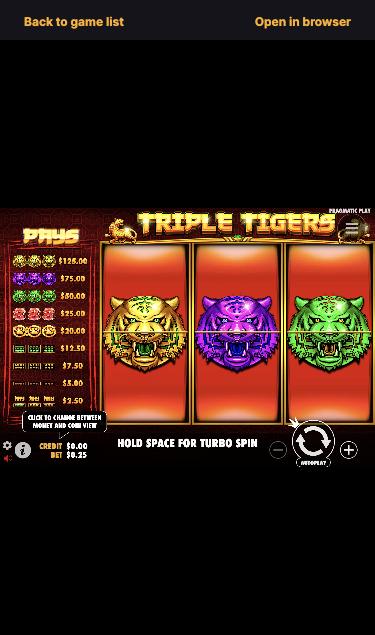 Back to game list
Open in browser
PRAGMATIC PLAY
TRIPLE TIGERS
PAYS
$125.00
$75.00
$50.00
$25.00
$20.00
$12.50
$7.50
$5.00
$2.50
CLICK TO CHANGE BETWEEN
MONEY AND COIN VIEW
CREDIT $0.00
BET $0.25
HOLD SPACE FOR TURBO SPIN
AUTOPLAY